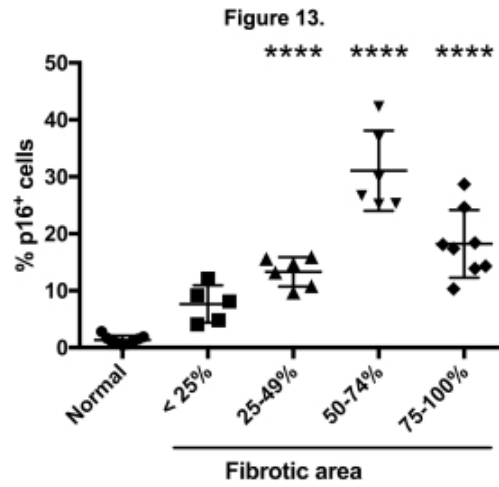 Figure 13.
**** **** ****
50
40
30
20
10
0
% p16+ cells
Normal
< 25%
25-49%
50-74%
75-100%
Fibrotic area